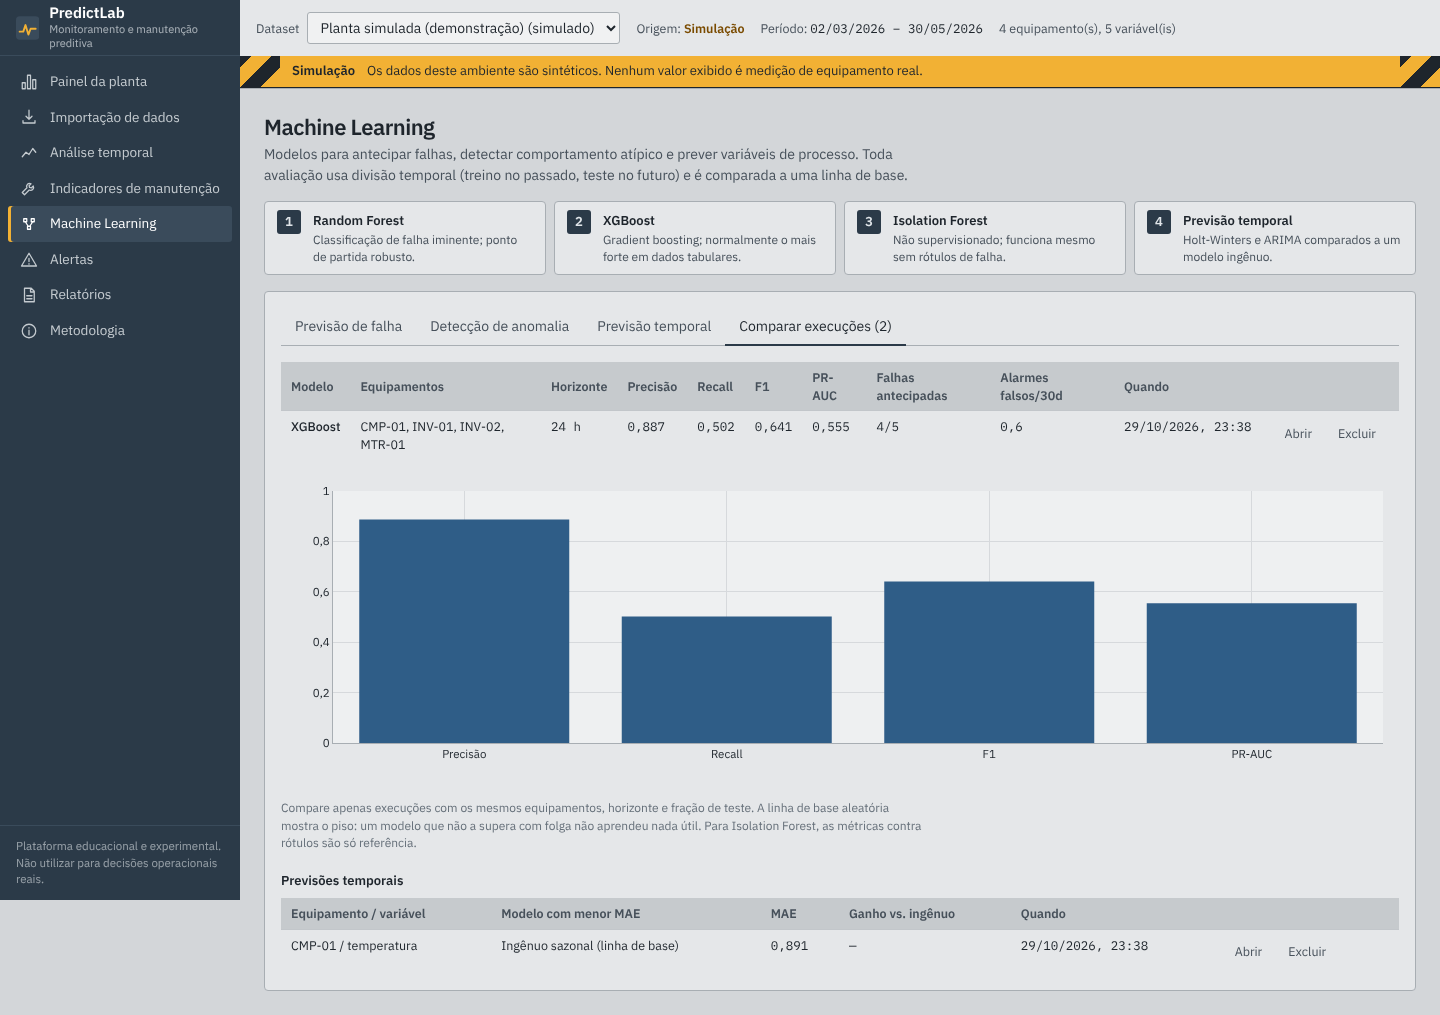 PredictLab
Monitoramento e manutenção
preditiva
Dataset
Planta simulada (demonstração) (simulado)
Origem: Simulação
Período: 02/03/2026 – 30/05/2026
4 equipamento(s), 5 variável(is)
Painel da planta
Importação de dados
Análise temporal
Indicadores de manutenção
Machine Learning
Alertas
Relatórios
Metodologia
Plataforma educacional e experimental.
Não utilizar para decisões operacionais
reais.
Simulação Os dados deste ambiente são sintéticos. Nenhum valor exibido é medição de equipamento real.
Machine Learning
Modelos para antecipar falhas, detectar comportamento atípico e prever variáveis de processo. Toda
avaliação usa divisão temporal (treino no passado, teste no futuro) e é comparada a uma linha de base.
1 Random Forest
Classificação de falha iminente; ponto
de partida robusto.
2 XGBoost
Gradient boosting; normalmente o mais
forte em dados tabulares.
3 Isolation Forest
Não supervisionado; funciona mesmo
sem rótulos de falha.
4 Previsão temporal
Holt-Winters e ARIMA comparados a um
modelo ingênuo.
Previsão de falha Detecção de anomalia Previsão temporal Comparar execuções (2)
Modelo Equipamentos Horizonte Precisão Recall F1 PR-AUC Falhas antecipadas Alarmes falsos/30d Quando
XGBoost CMP-01, INV-01, INV-02, MTR-01 24 h 0,887 0,502 0,641 0,555 4/5 0,6 29/10/2026, 23:38 Abrir Excluir
1
0,8
0,6
0,4
0,2
0
Precisão Recall F1 PR-AUC
Compare apenas execuções com os mesmos equipamentos, horizonte e fração de teste. A linha de base aleatória
mostra o piso: um modelo que não a supera com folga não aprendeu nada útil. Para Isolation Forest, as métricas contra
rótulos são só referência.
Previsões temporais
Equipamento / variável Modelo com menor MAE MAE Ganho vs. ingênuo Quando
CMP-01 / temperatura Ingênuo sazonal (linha de base) 0,891 — 29/10/2026, 23:38 Abrir Excluir